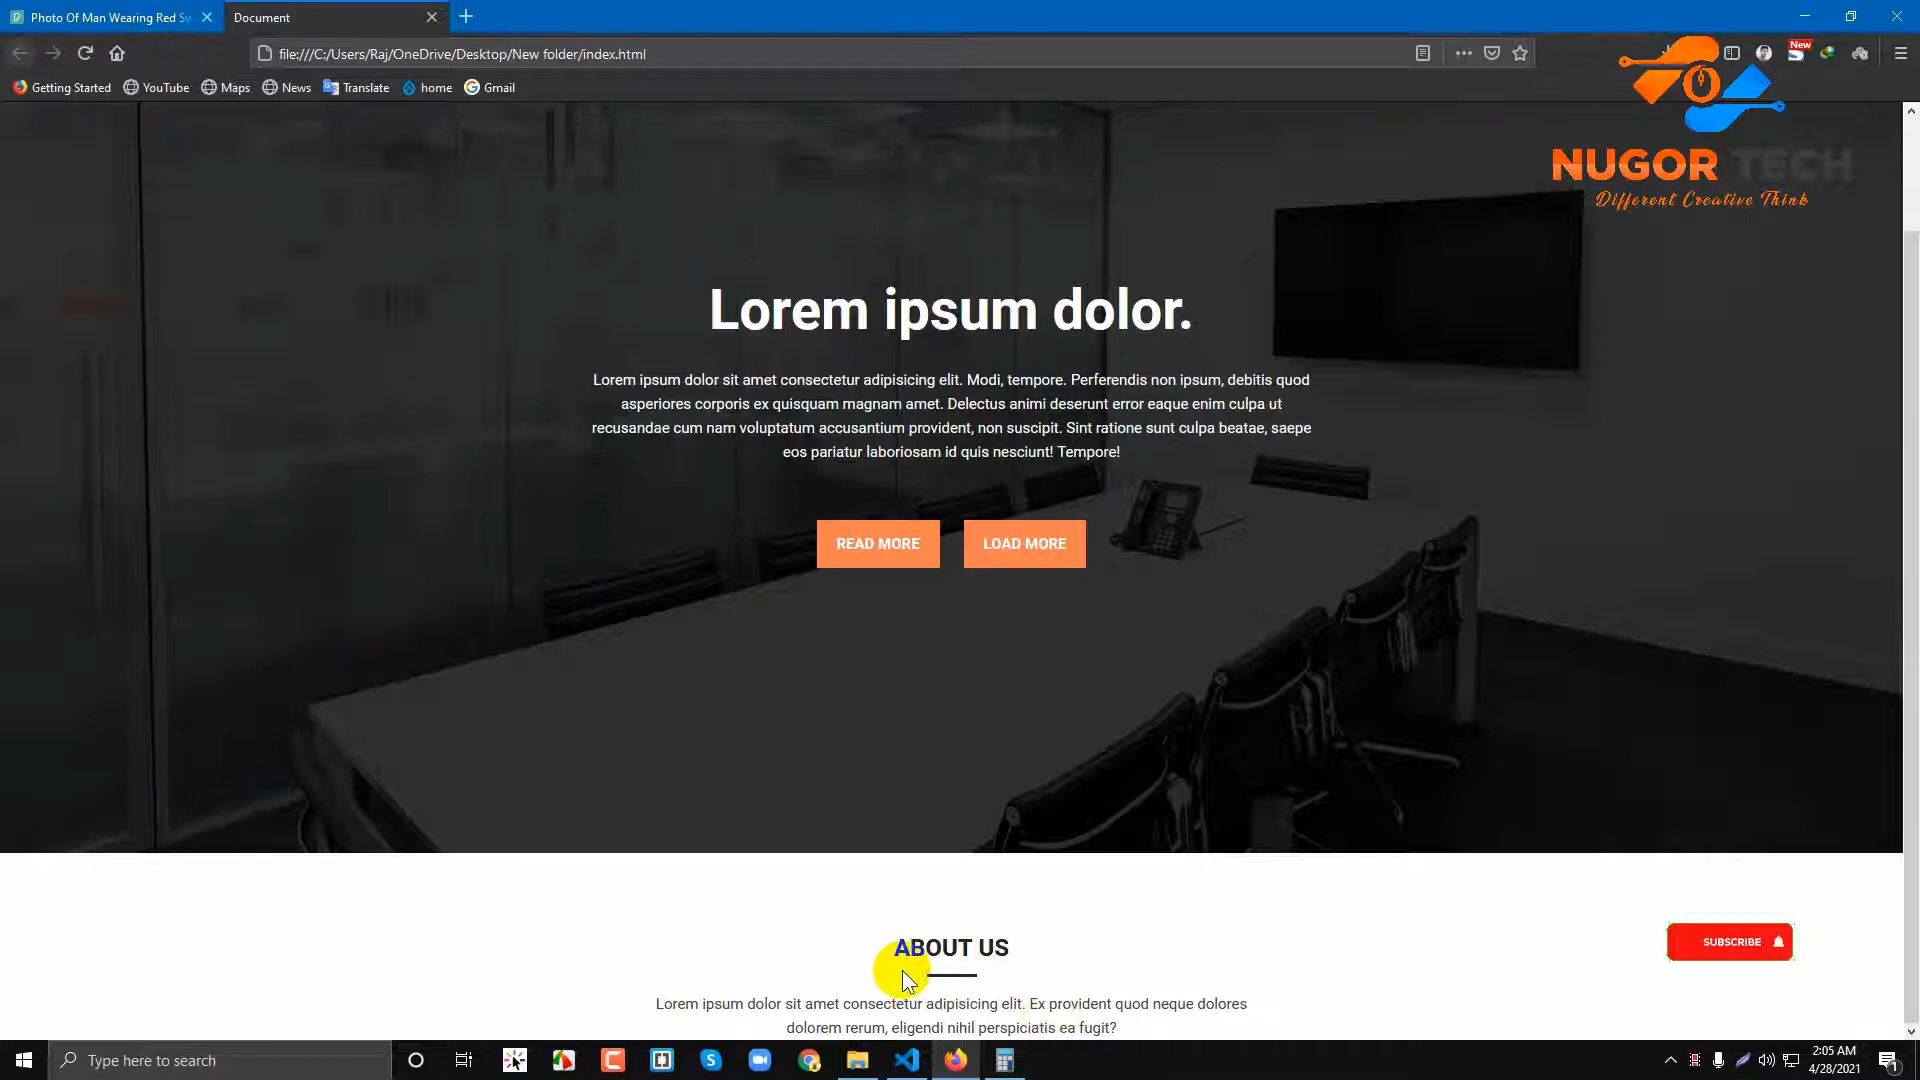 Photo Of Man Wearing Red Sw
Document
file:///C:/Users/Raj/OneDrive/Desktop/New folder/index.html
New
Getting Started
YouTube
Maps
News
Translate
home
Gmail
NUGOR TECH
Different Creative Think
Lorem ipsum dolor.
Lorem ipsum dolor sit amet consectetur adipisicing elit. Modi, tempore. Perferendis non ipsum, debitis quod
asperiores corporis ex quisquam magnam amet. Delectus animi deserunt error eaque enim culpa ut
recusandae cum nam voluptatum accusantium provident, non suscipit. Sint ratione sunt culpa beatae, saepe
eos pariatur laboriosam id quis nesciunt! Tempore!
READ MORE
LOAD MORE
ABOUT US
SUBSCRIBE
Lorem ipsum dolor sit amet consectetur adipisicing elit. Ex provident quod neque dolores
dolorem rerum, eligendi nihil perspiciatis ea fugit?
Type here to search
2:05 AM
4/28/2021